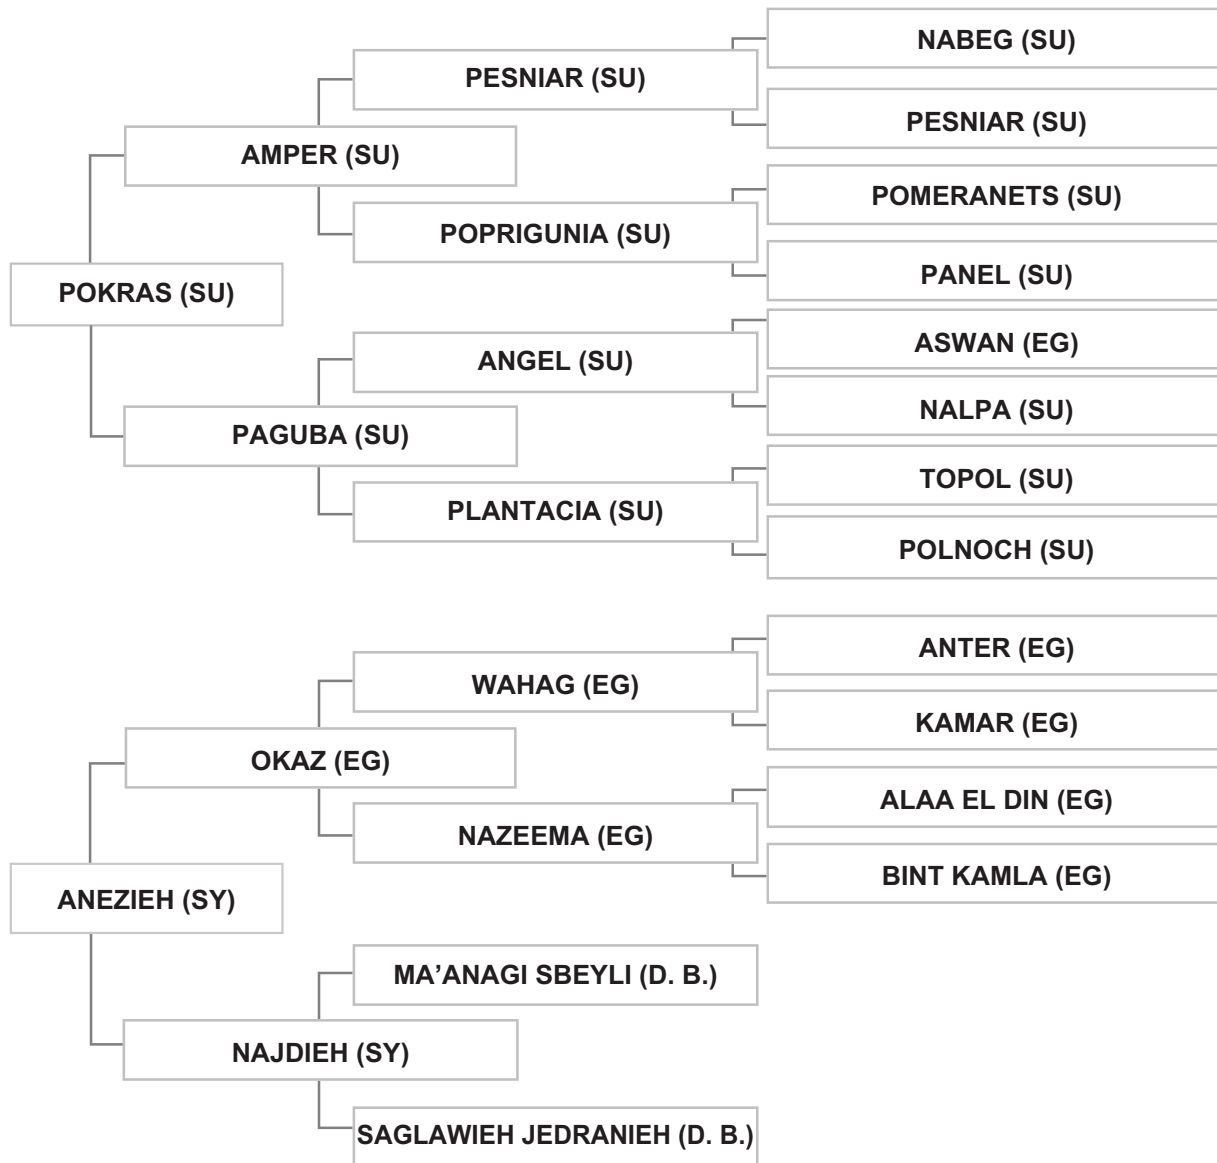 NABEG (SU)
PESNIAR (SU)
PESNIAR (SU)
AMPER (SU)
POMERANETS (SU)
POPRIGUNIA (SU)
PANEL (SU)
POKRAS (SU)
ASWAN (EG)
ANGEL (SU)
NALPA (SU)
PAGUBA (SU)
TOPOL (SU)
PLANTACIA (SU)
POLNOCH (SU)
ANTER (EG)
WAHAG (EG)
KAMAR (EG)
OKAZ (EG)
ALAA EL DIN (EG)
NAZEEMA (EG)
BINT KAMLA (EG)
ANEZIEH (SY)
MA’ANAGI SBEYLI (D. B.)
NAJDIEH (SY)
SAGLAWIEH JEDRANIEH (D. B.)